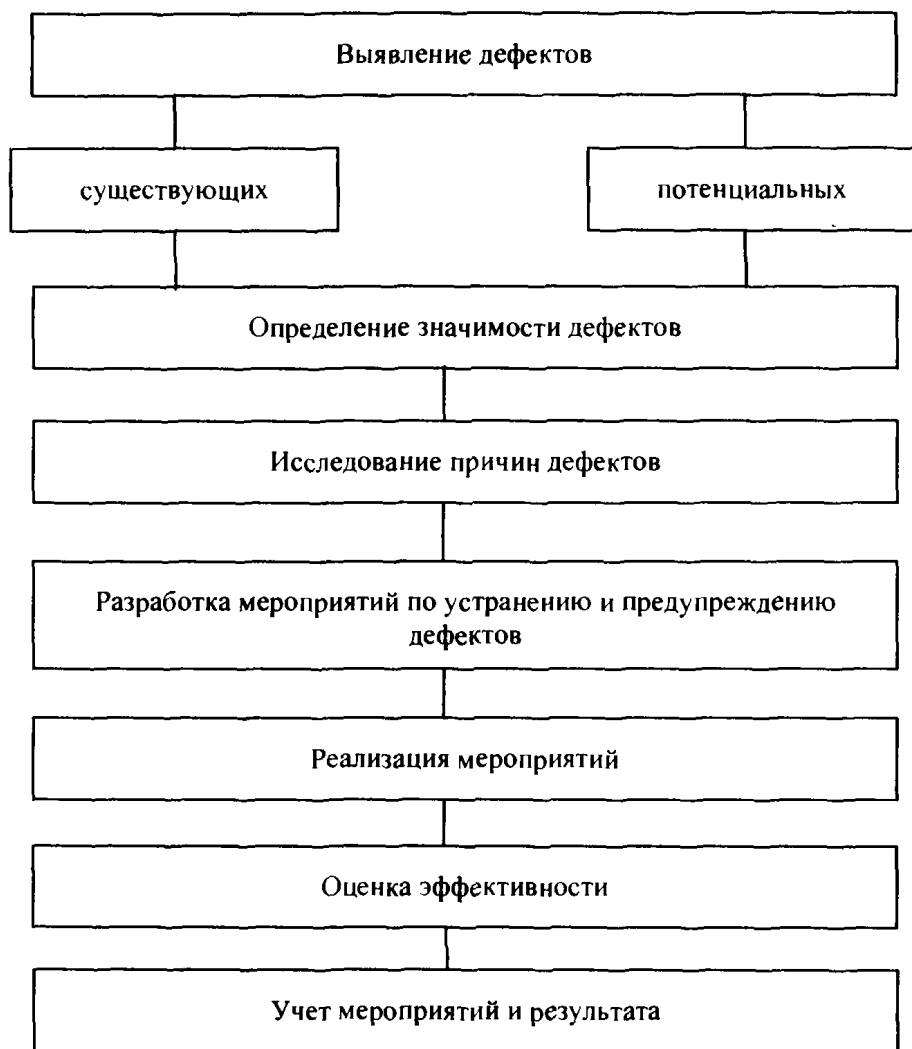 Выявление дефектов
существующих
потенциальных
Определение значимости дефектов
Исследование причин дефектов
Разработка мероприятий по устранению и предупреждению
дефектов
Реализация мероприятий
Оценка эффективности
Учет мероприятий и результата